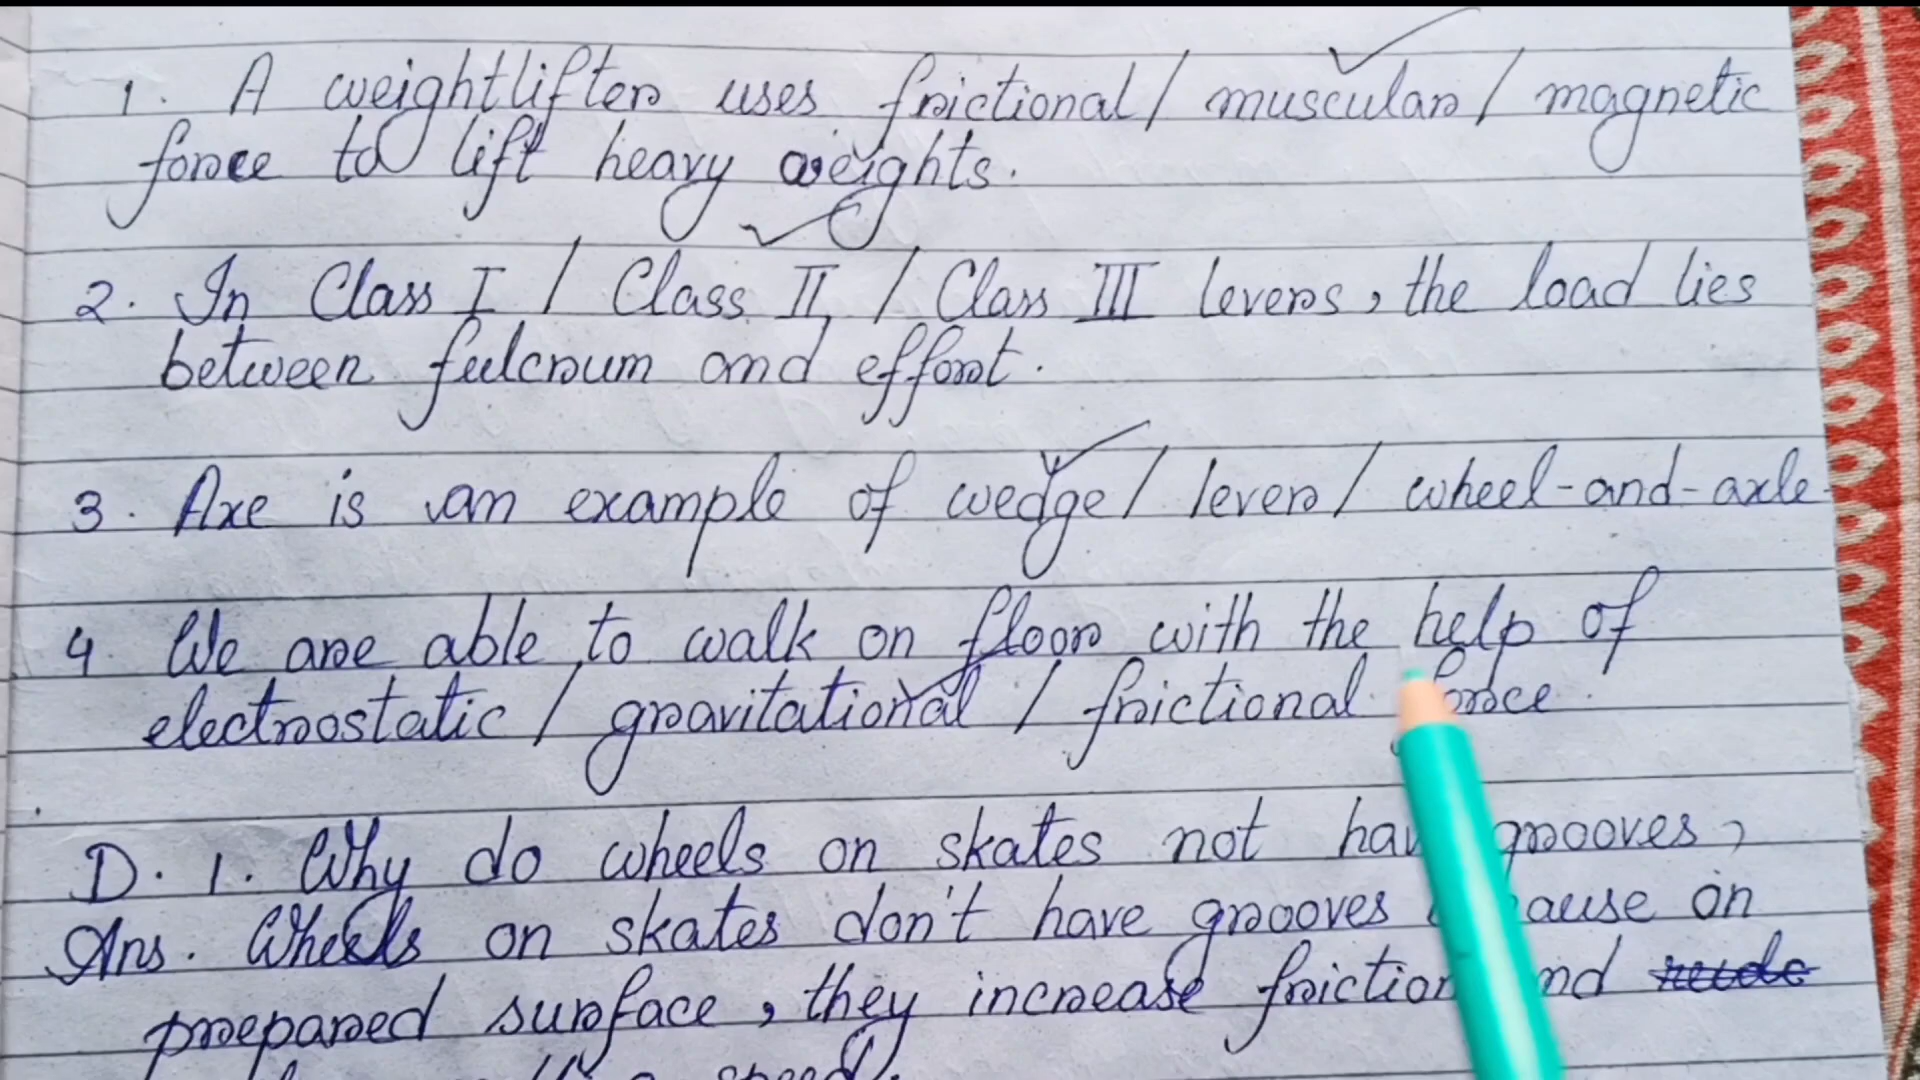 1. A weightlifter uses frictional / muscular / magnetic
force to lift heavy weights.
2. In Class I / Class II / Class III levers, the load lies
between fulcrum and effort.
3. Axe is an example of wedge / lever / wheel-and-axle.
4. We are able to walk on floor with the help of
electrostatic / gravitational / frictional force.
D. 1. Why do wheels on skates not have grooves,
Ans. Wheels on skates don't have grooves because on
prepared surface, they increase friction and
speed.